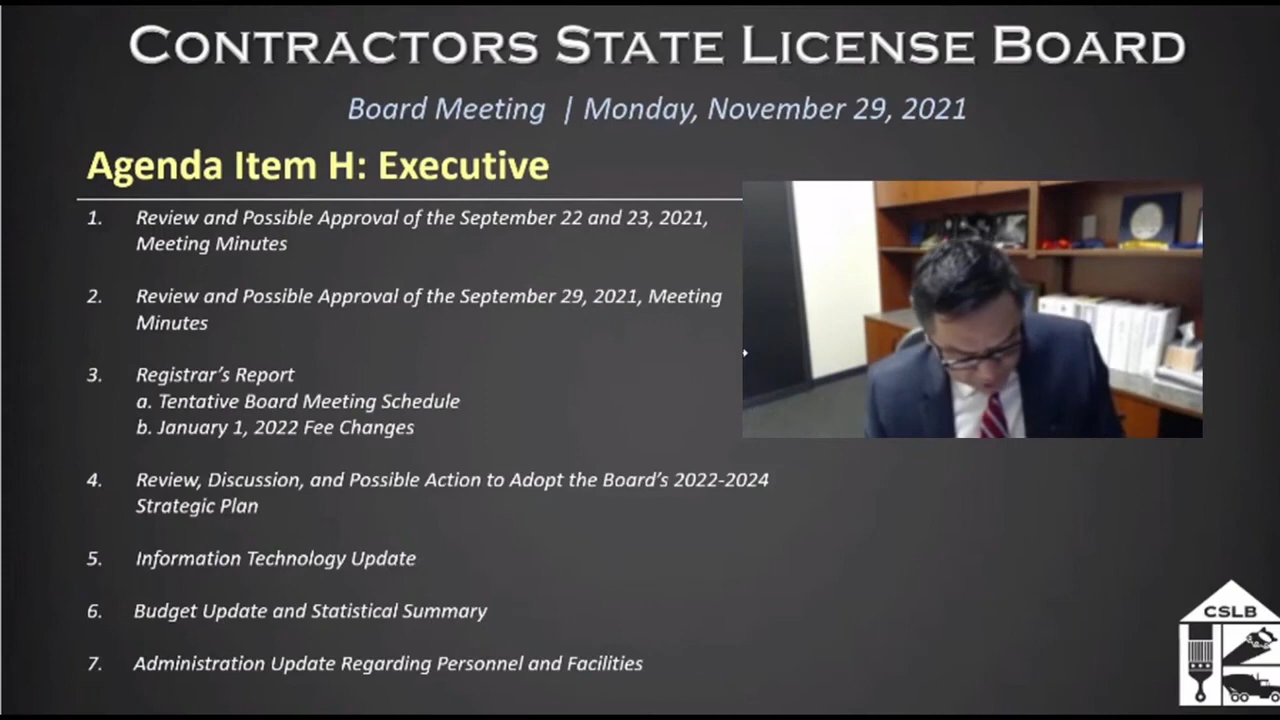 CONTRACTORS STATE LICENSE BOARD
Board Meeting | Monday, November 29, 2021
Agenda Item H: Executive
1. Review and Possible Approval of the September 22 and 23, 2021,
Meeting Minutes
2. Review and Possible Approval of the September 29, 2021, Meeting
Minutes
3. Registrar's Report
a. Tentative Board Meeting Schedule
b. January 1, 2022 Fee Changes
4. Review, Discussion, and Possible Action to Adopt the Board's 2022-2024
Strategic Plan
5. Information Technology Update
6. Budget Update and Statistical Summary
7. Administration Update Regarding Personnel and Facilities
CSLB